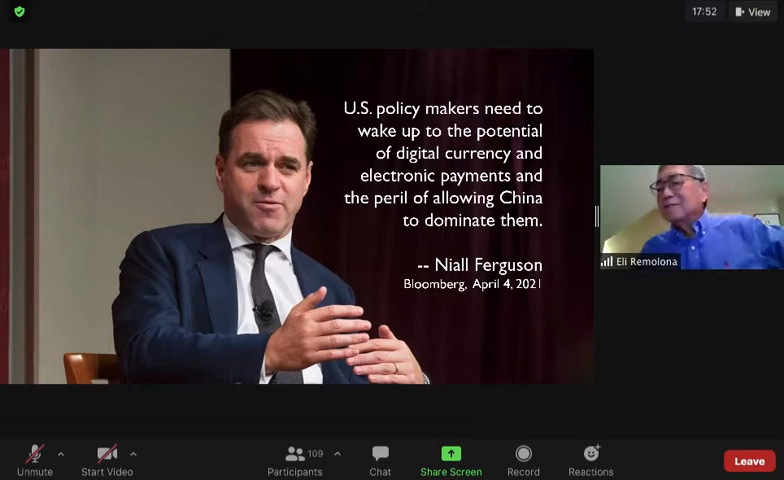 17:52
View
U.S. policy makers need to
wake up to the potential
of digital currency and
electronic payments and
the peril of allowing China
to dominate them.
-- Niall Ferguson
Bloomberg, April 4, 2021
Eli Remolona
Unmute
Start Video
109
Participants
Chat
Share Screen
Record
Reactions
Leave